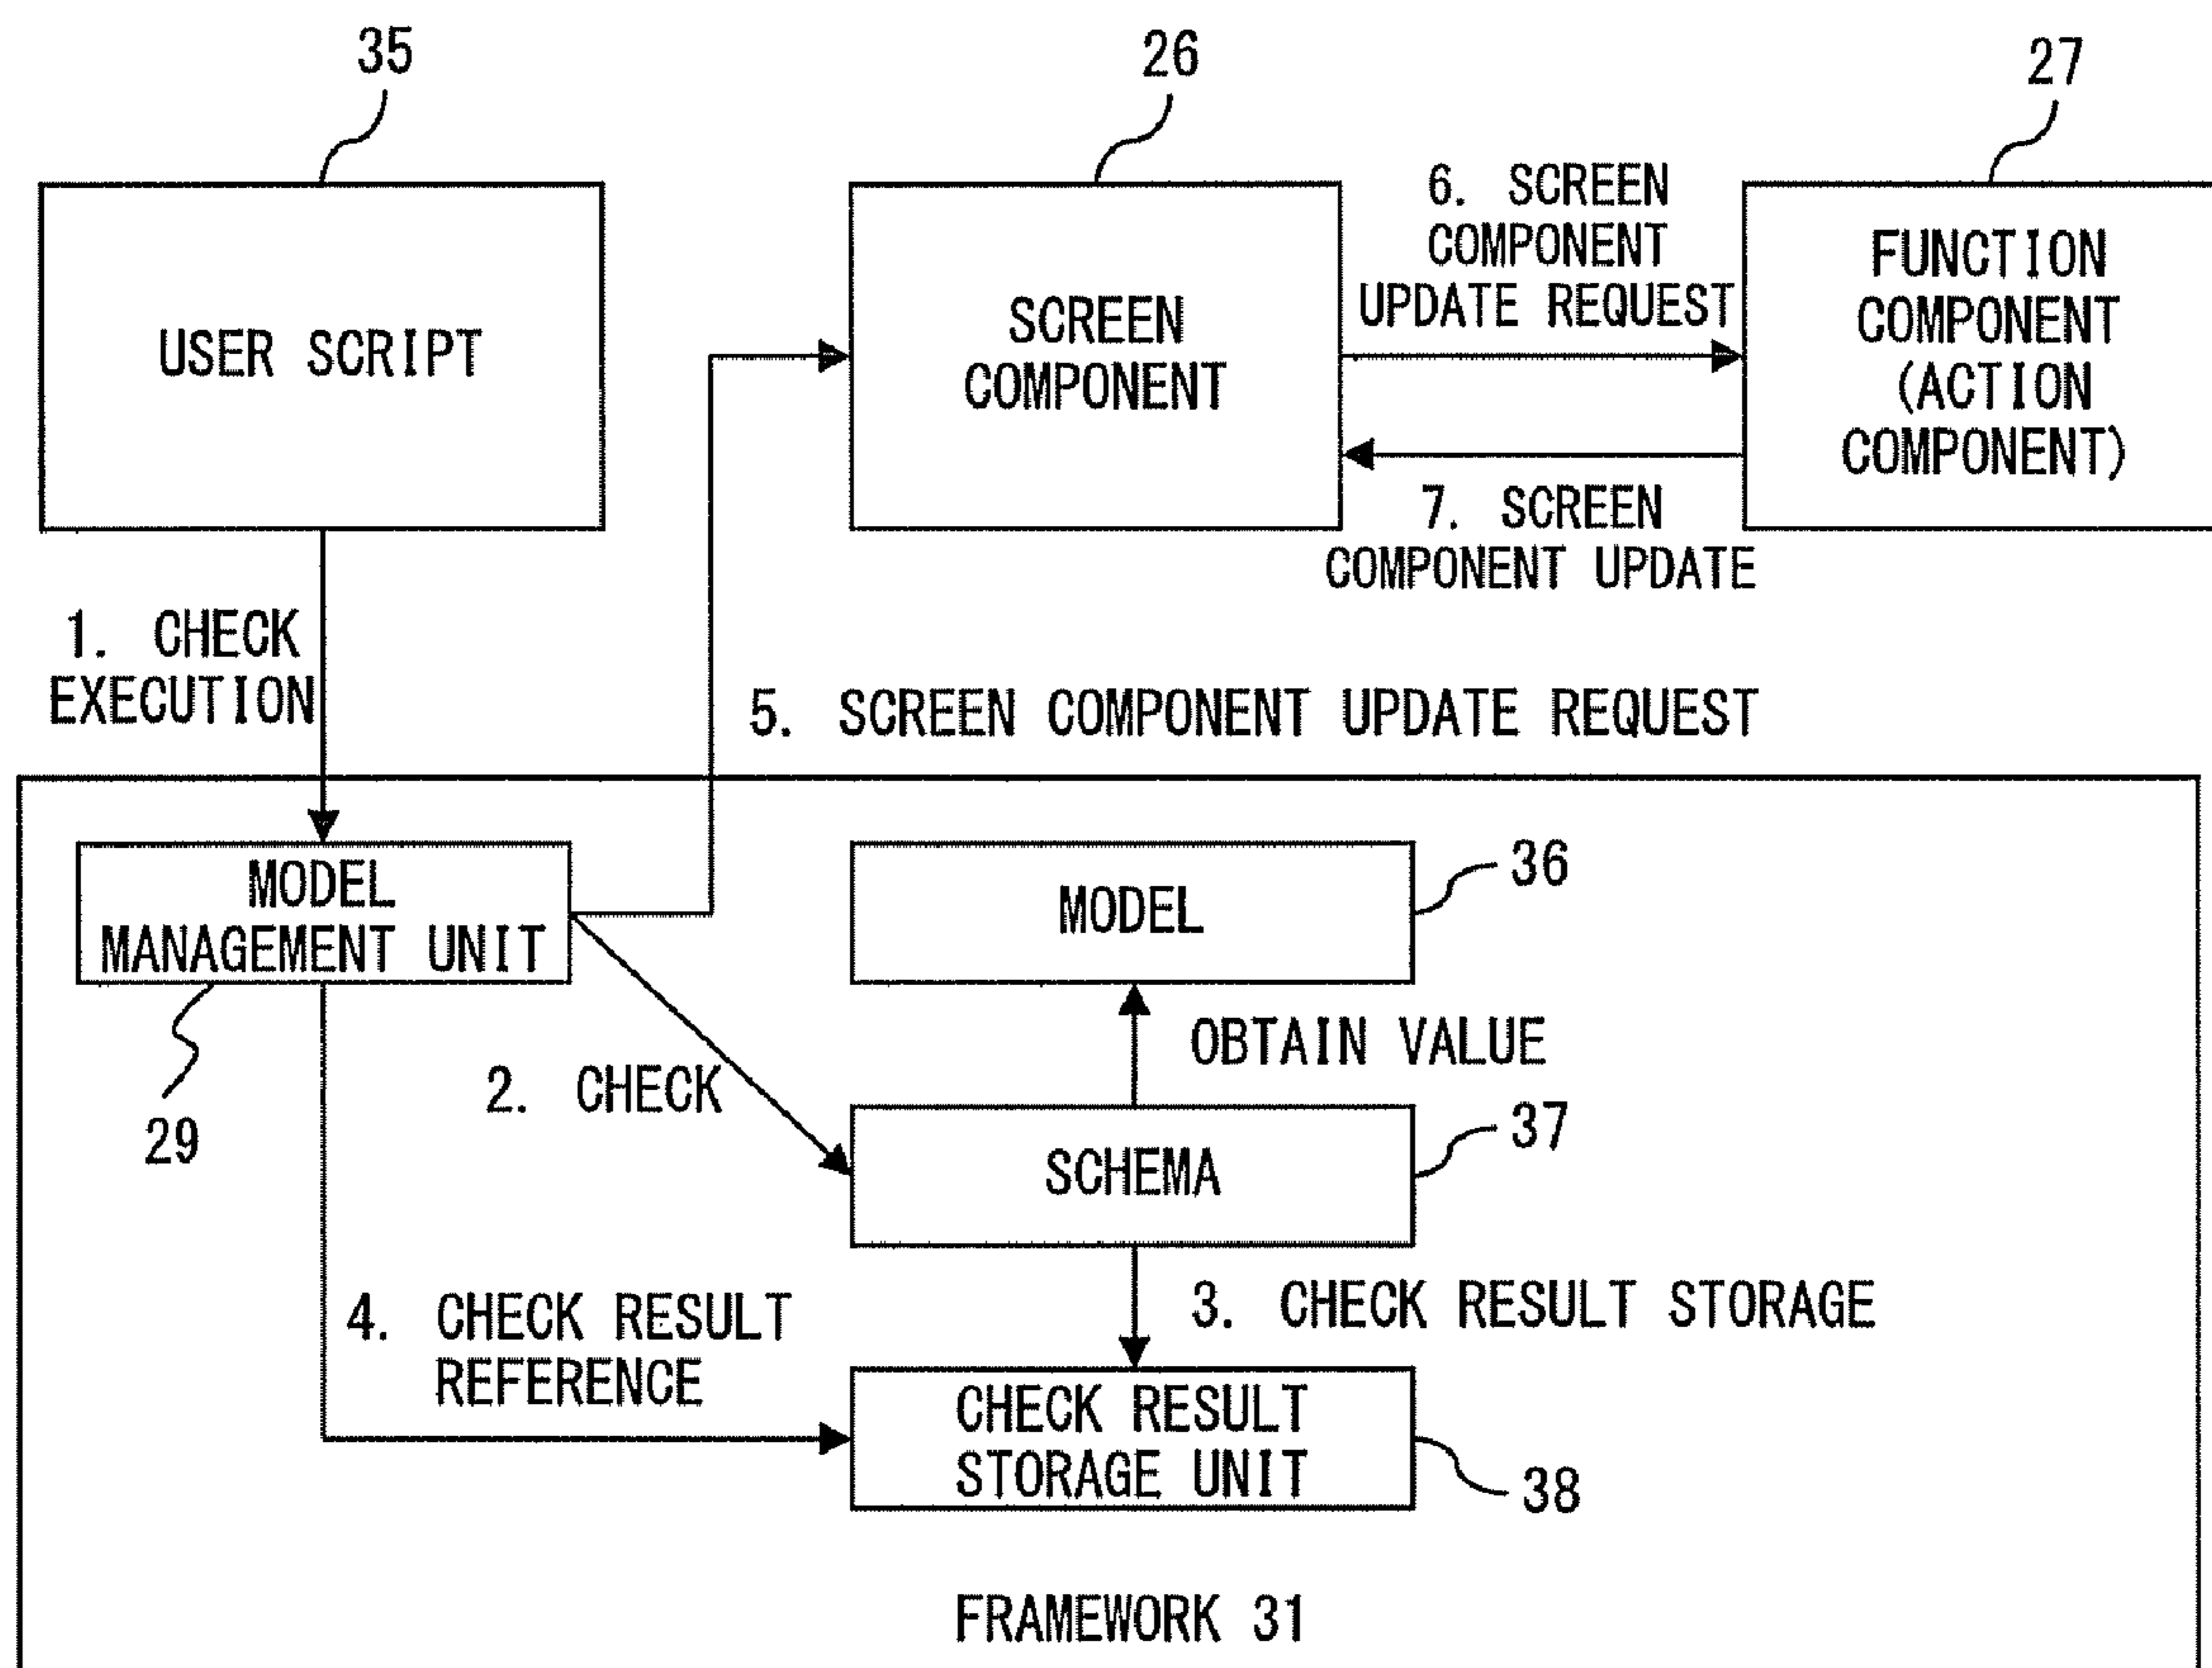 35
26
27
USER SCRIPT
SCREEN
COMPONENT
6. SCREEN
COMPONENT
UPDATE REQUEST
7. SCREEN
COMPONENT UPDATE
FUNCTION
COMPONENT
(ACTION
COMPONENT)
1. CHECK
EXECUTION
5. SCREEN COMPONENT UPDATE REQUEST
MODEL
MANAGEMENT UNIT
29
MODEL
36
OBTAIN VALUE
2. CHECK
SCHEMA
37
3. CHECK RESULT STORAGE
4. CHECK RESULT
REFERENCE
CHECK RESULT
STORAGE UNIT
38
FRAMEWORK 31